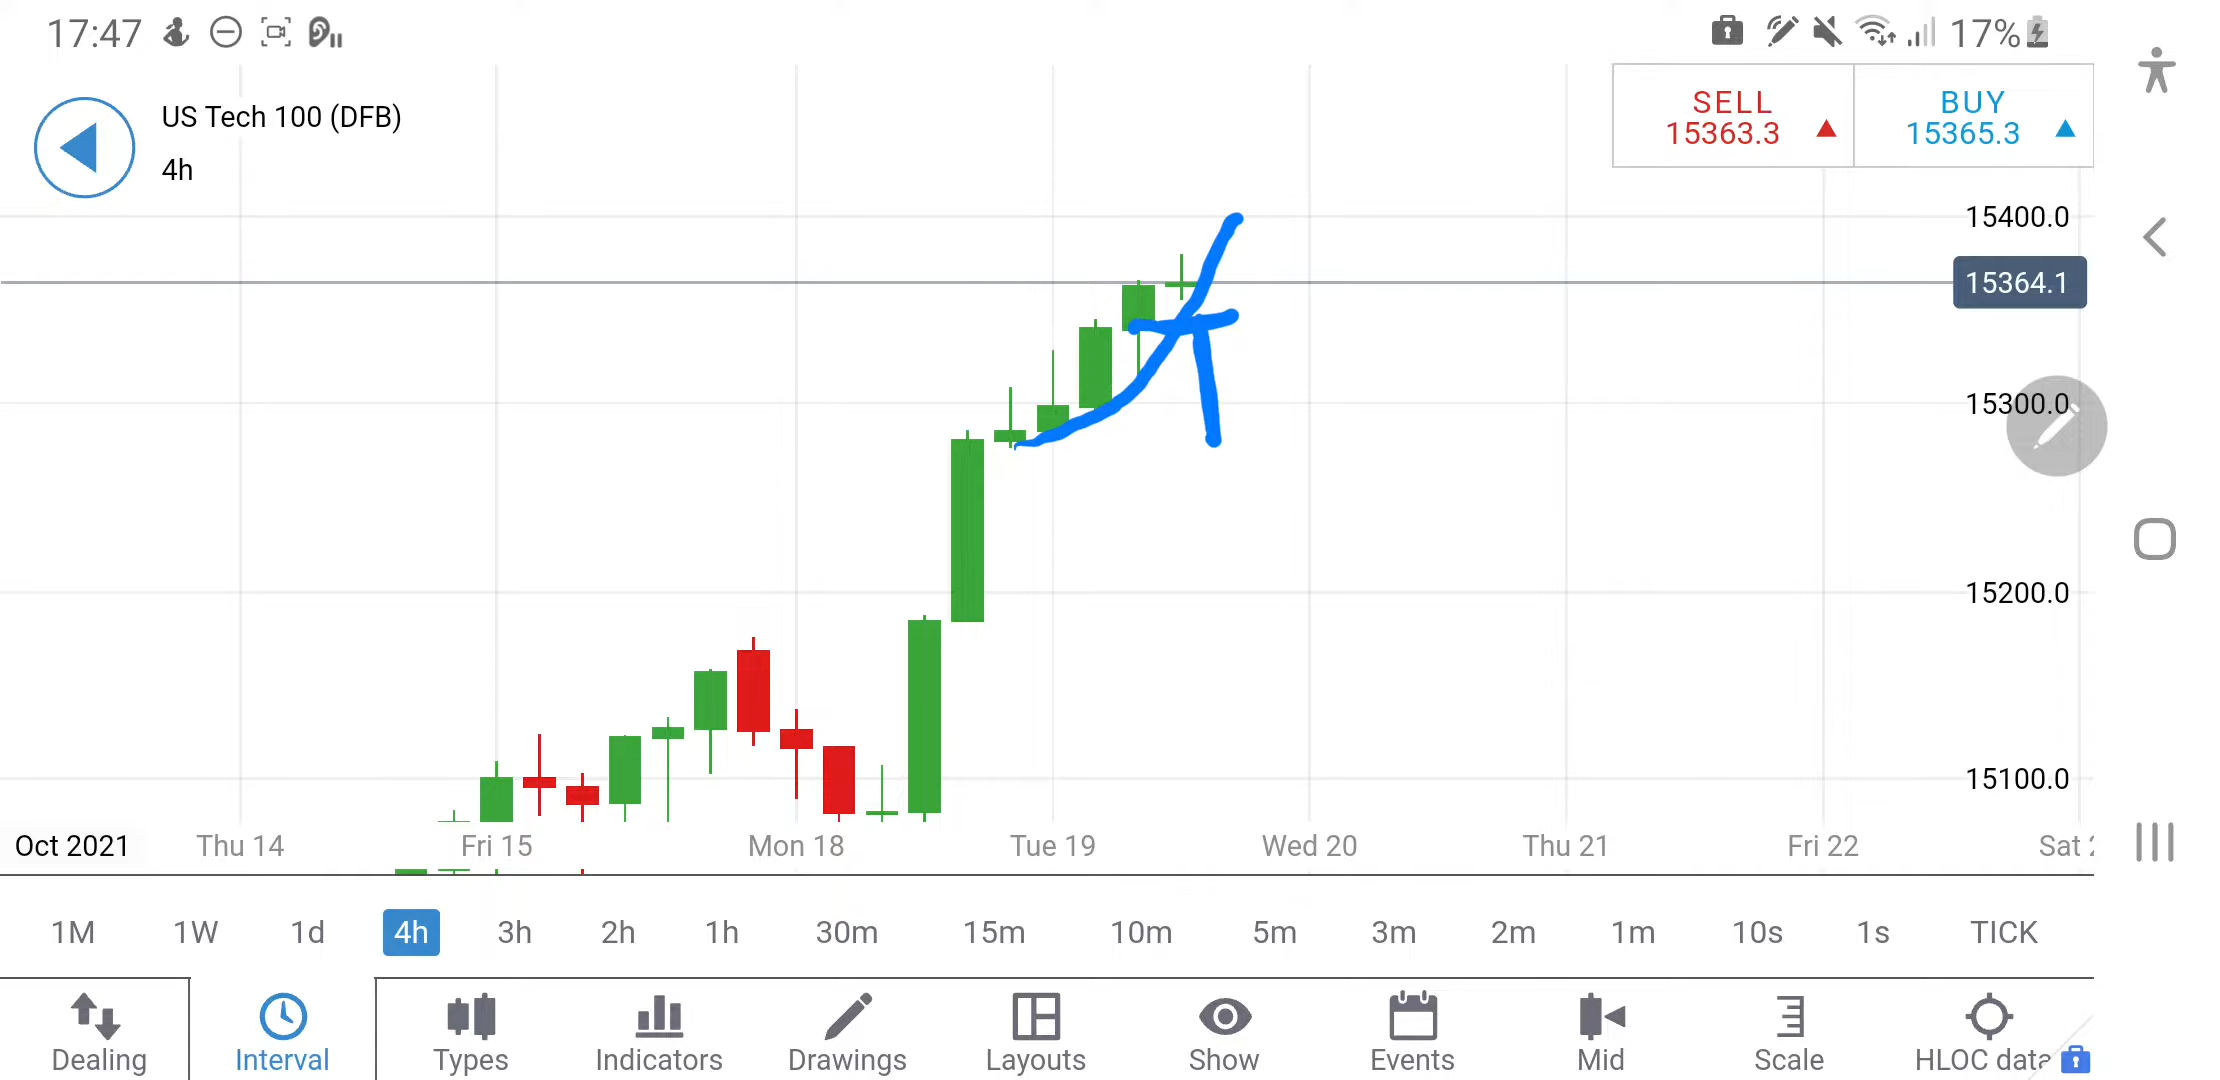 17:47
17%
US Tech 100 (DFB)
4h
SELL
15363.3
BUY
15365.3
15400.0
15364.1
15300.0
15200.0
15100.0
Oct 2021 Thu 14 Fri 15 Mon 18 Tue 19 Wed 20 Thu 21 Fri 22 Sat
1M 1W 1d 4h 3h 2h 1h 30m 15m 10m 5m 3m 2m 1m 10s 1s TICK
Dealing Interval Types Indicators Drawings Layouts Show Events Mid Scale HLOC data